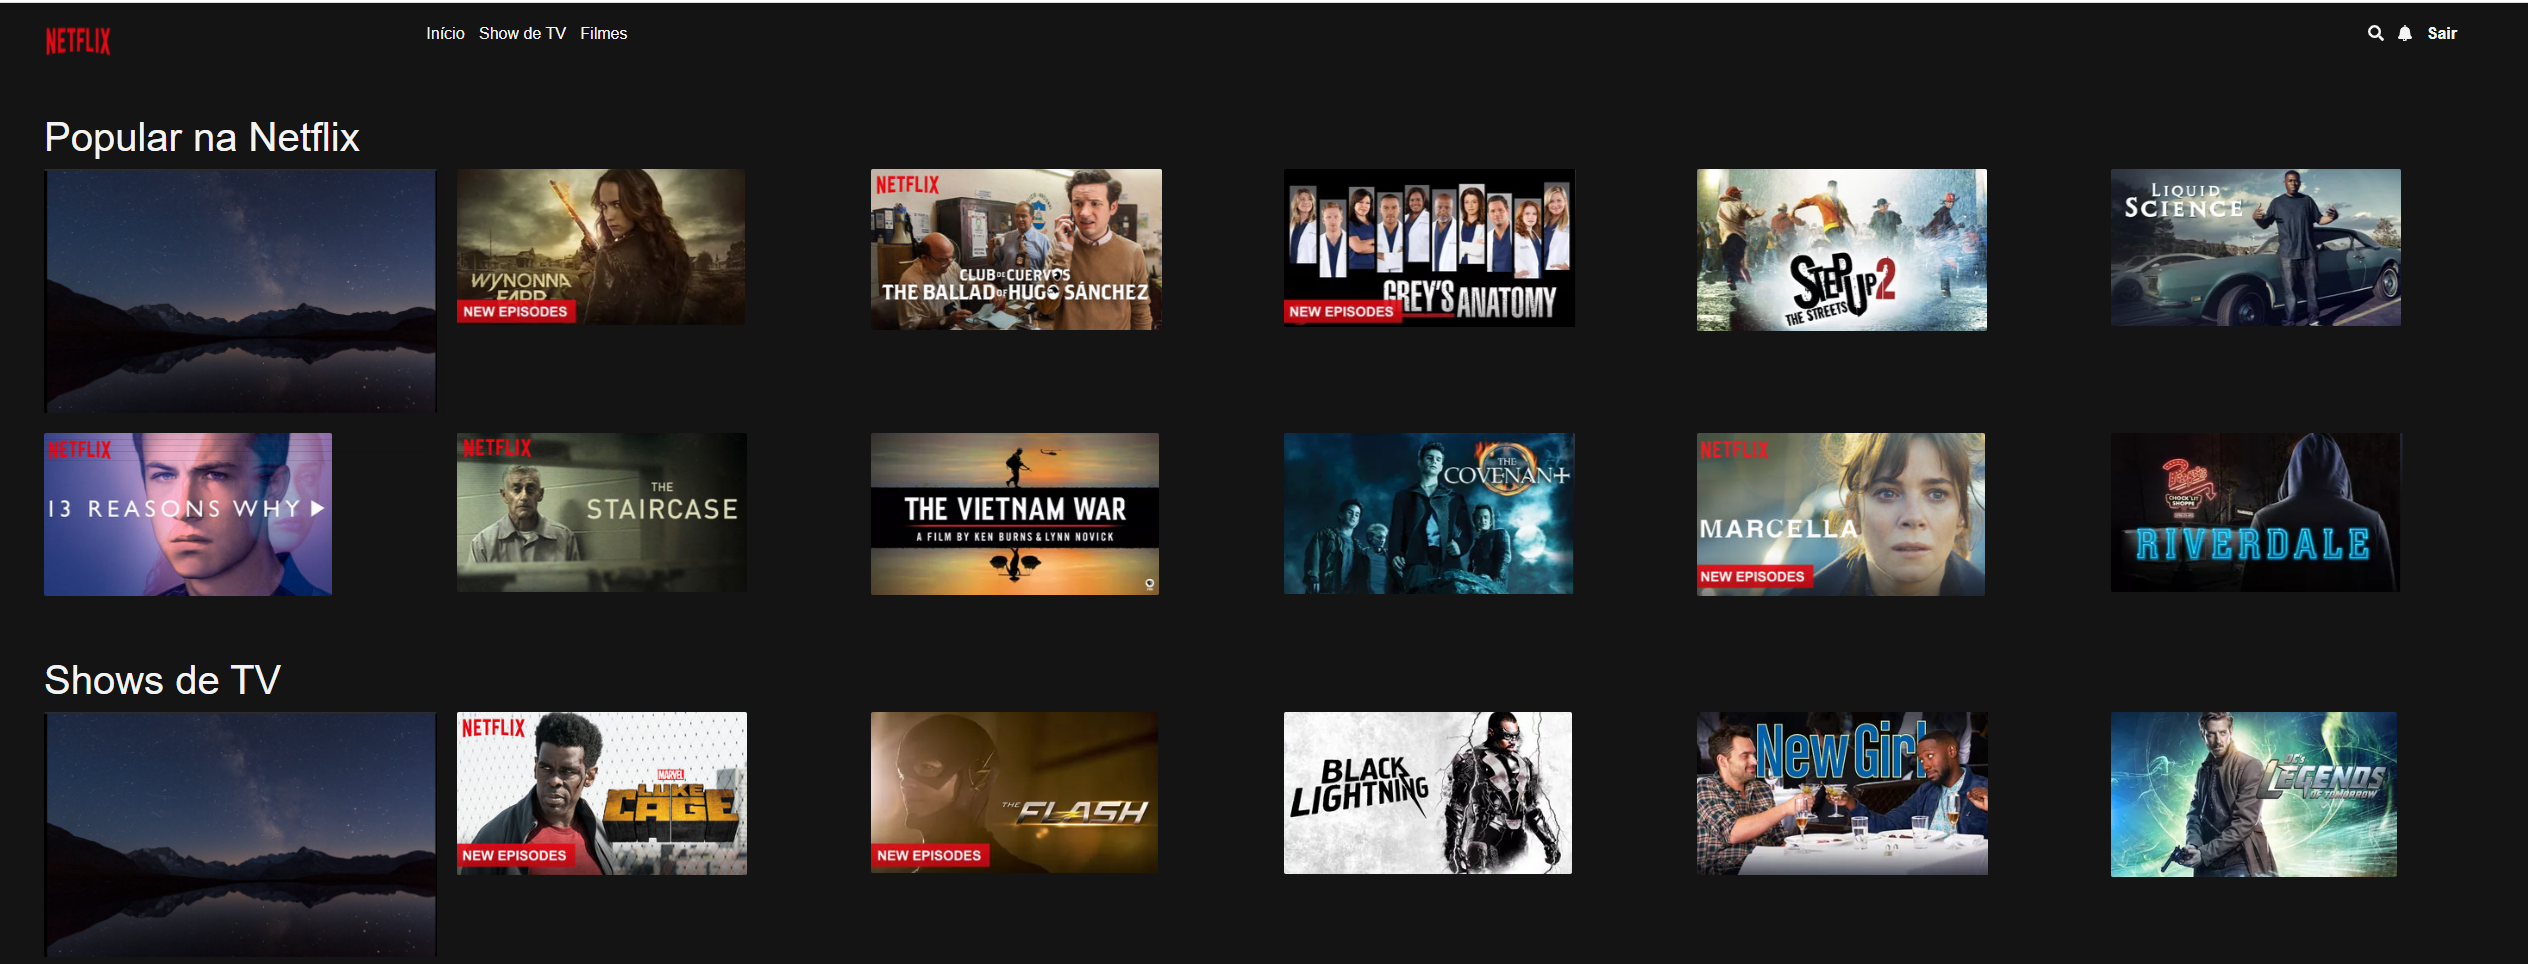 NETFLIX
Início Show de TV Filmes
Sair
Popular na Netflix
WYNONNA
EARP
NEW EPISODES
NETFLIX
CLUB DE CUERVOS
THE BALLAD OF HUGO SÁNCHEZ
GREY'S ANATOMY
NEW EPISODES
STEP UP 2
THE STREETS
LIQUID
SCIENCE
NETFLIX
13 REASONS WHY
NETFLIX
THE
STAIRCASE
THE VIETNAM WAR
A FILM BY KEN BURNS & LYNN NOVICK
THE
COVENANT
NETFLIX
MARCELLA
NEW EPISODES
CHOCK'LIT
SHOPPE
RIVERDALE
Shows de TV
NETFLIX
MARVEL
LUKE
CAGE
NEW EPISODES
THE FLASH
NEW EPISODES
BLACK
LIGHTNING
New Girl
DC's
LEGENDS
OF TOMORROW